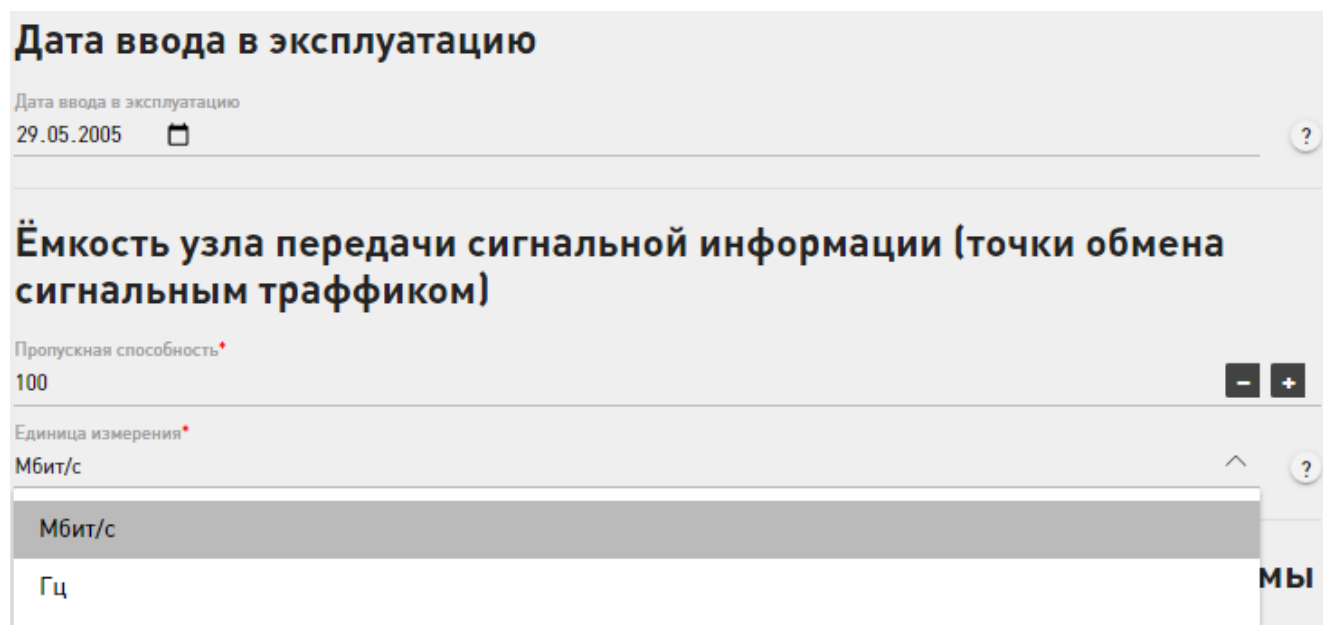 Дата ввода в эксплуатацию
Дата ввода в эксплуатацию
29.05.2005
?
Ёмкость узла передачи сигнальной информации (точки обмена
сигнальным траффиком)
Пропускная способность*
100
- +
Единица измерения*
Мбит/с
?
Мбит/с
Гц
мы